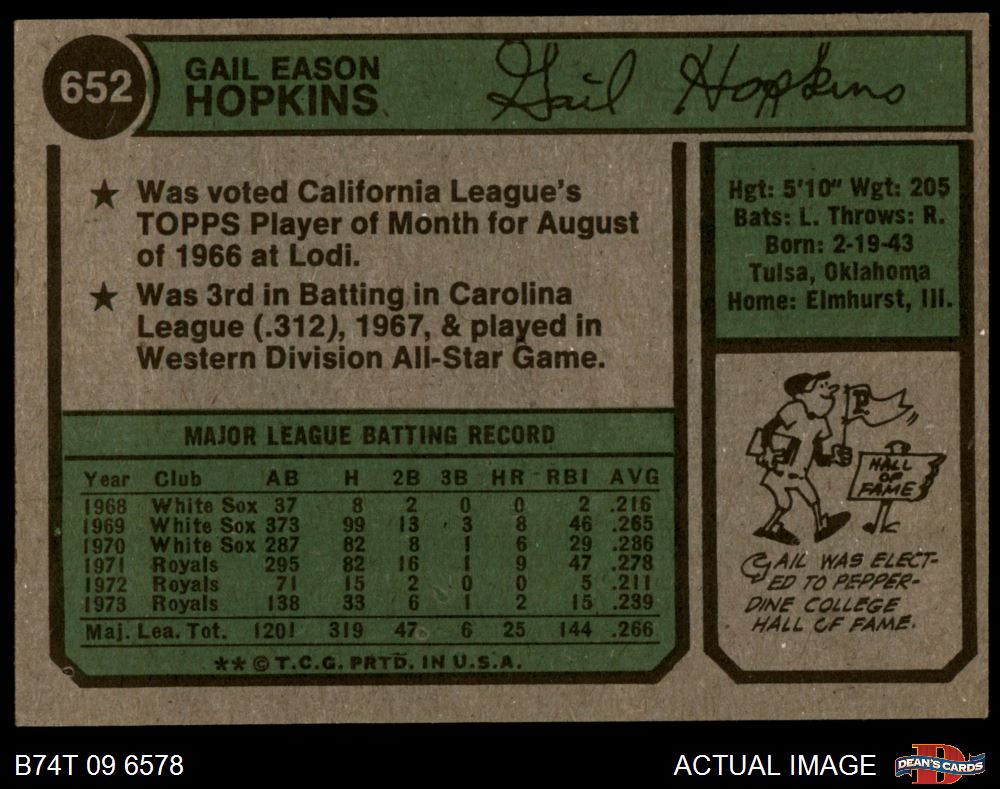 652
GAIL EASON
HOPKINS
Gail Hopkins
★ Was voted California League's
TOPPS Player of Month for August
of 1966 at Lodi.
★ Was 3rd in Batting in Carolina
League (.312), 1967, & played in
Western Division All-Star Game.
Hgt: 5'10" Wgt: 205
Bats: L. Throws: R.
Born: 2-19-43
Tulsa, Oklahoma
Home: Elmhurst, Ill.
MAJOR LEAGUE BATTING RECORD
Year Club AB H 2B 3B HR RBI AVG
1968 White Sox 37 8 2 0 0 2 .216
1969 White Sox 373 99 13 3 8 46 .265
1970 White Sox 287 82 8 1 6 29 .286
1971 Royals 295 82 16 1 9 47 .278
1972 Royals 71 15 2 0 0 5 .211
1973 Royals 138 33 6 1 2 15 .239
Maj. Lea. Tot. 1201 319 47 6 25 144 .266
** © T.C.G. PRTD. IN U.S.A.
P
HALL
OF
FAME
GAIL WAS ELECT-
ED TO PEPPER-
DINE COLLEGE
HALL OF FAME.
B74T 09 6578
ACTUAL IMAGE
D
DEAN'S CARDS